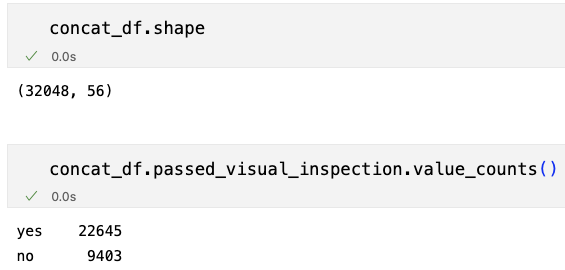 concat_df.shape
✓ 0.0s
(32048, 56)
concat_df.passed_visual_inspection.value_counts()
✓ 0.0s
yes 22645
no 9403